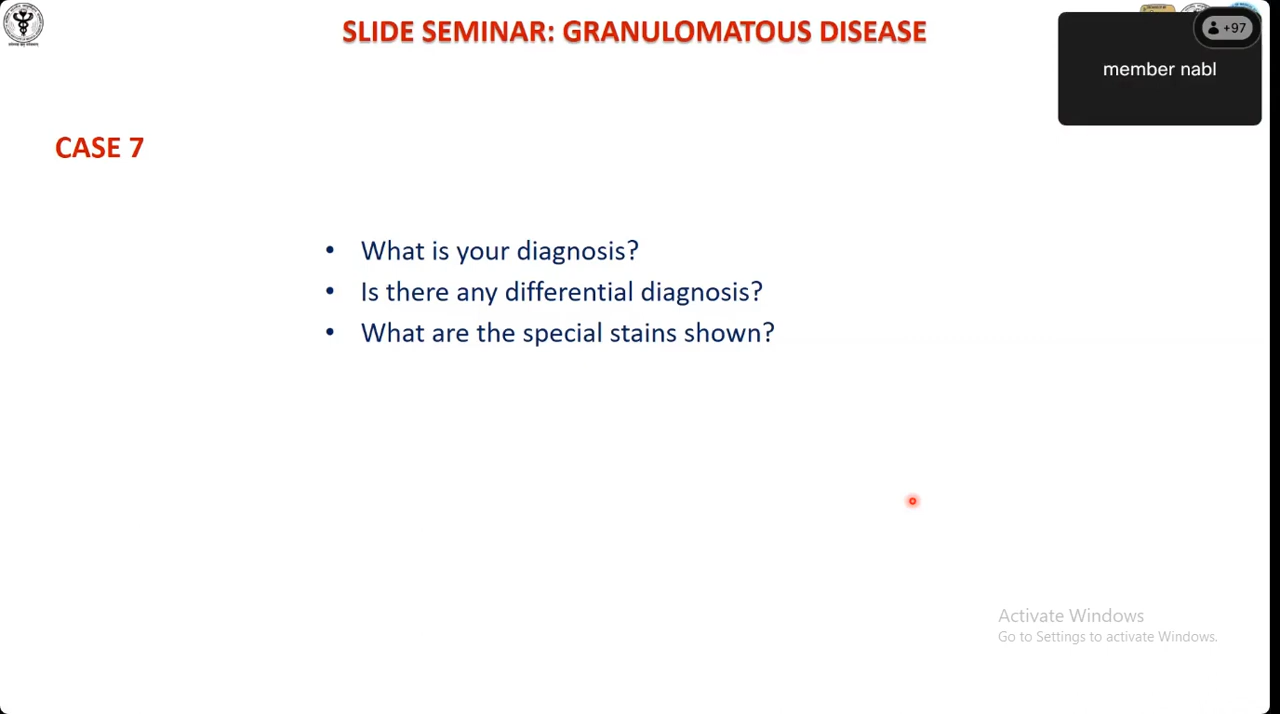 SLIDE SEMINAR: GRANULOMATOUS DISEASE
+97
member nabl
CASE 7
• What is your diagnosis?
• Is there any differential diagnosis?
• What are the special stains shown?
Activate Windows
Go to Settings to activate Windows.